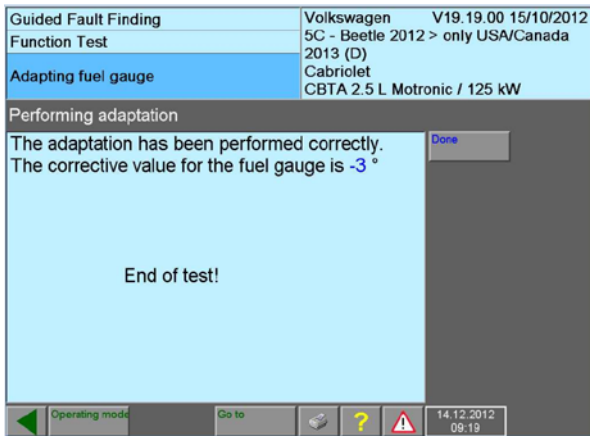 Guided Fault Finding
Function Test
Adapting fuel gauge
Volkswagen V19.19.00 15/10/2012
5C - Beetle 2012 > only USA/Canada
2013 (D)
Cabriolet
CBTA 2.5 L Motronic / 125 kW
Performing adaptation
The adaptation has been performed correctly.
The corrective value for the fuel gauge is -3 °
End of test!
Done
Operating mode
Go to
?
14.12.2012
09:19